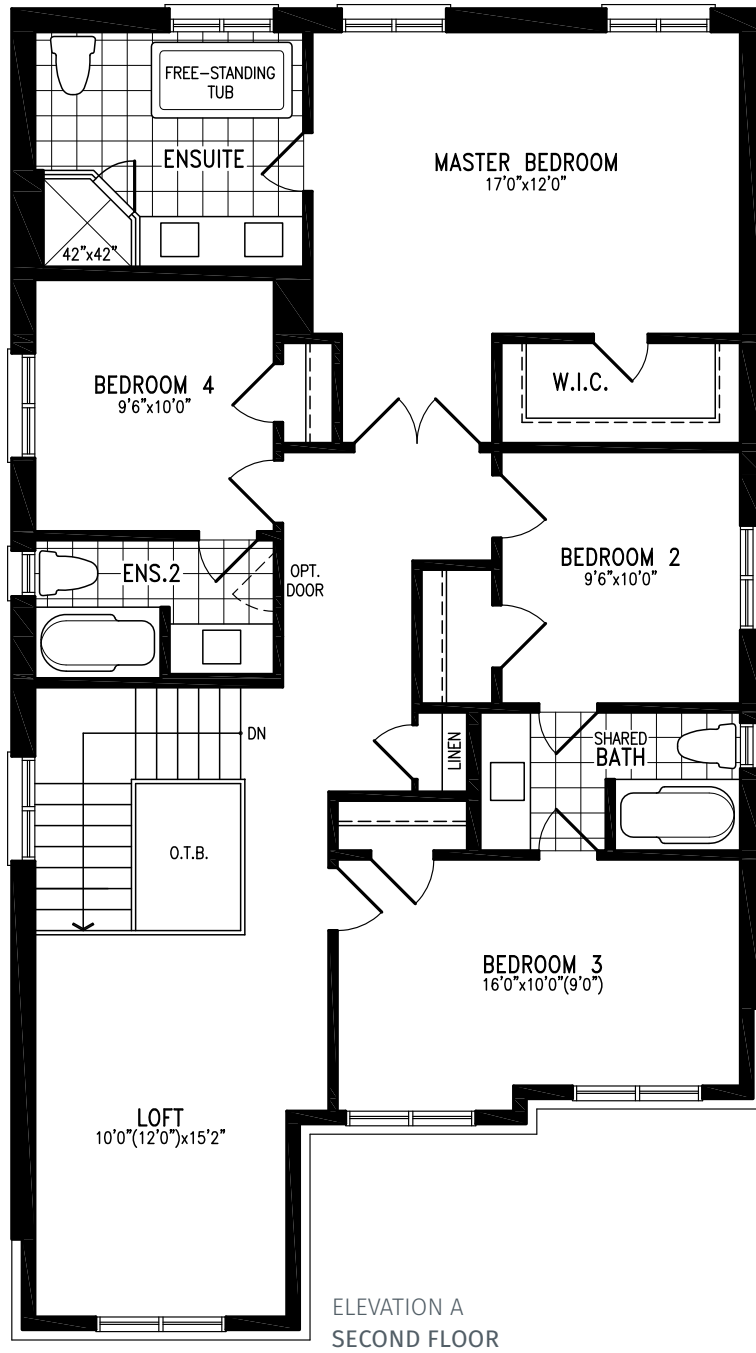 FREE-STANDING
TUB
ENSUITE
42"x42"
MASTER BEDROOM
17'0"x12'0"
BEDROOM 4
9'6"x10'0"
W.I.C.
ENS.2
OPT.
DOOR
BEDROOM 2
9'6"x10'0"
DN
LINEN
SHARED
BATH
O.T.B.
BEDROOM 3
16'0"x10'0"(9'0")
LOFT
10'0"(12'0")x15'2"
ELEVATION A
SECOND FLOOR